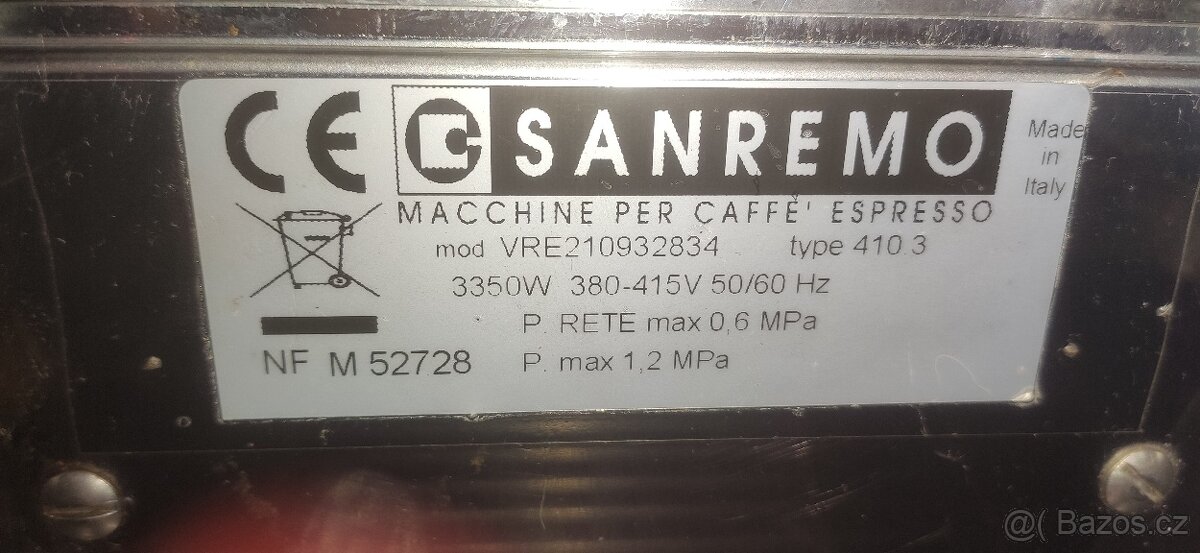 CE SANREMO Made in Italy
MACCHINE PER CAFFE' ESPRESSO
mod VRE210932834 type 410 3
3350W 380-415V 50/60 Hz
P. RETE max 0,6 MPa
NF M 52728 P. max 1,2 MPa
@( Bazos.cz